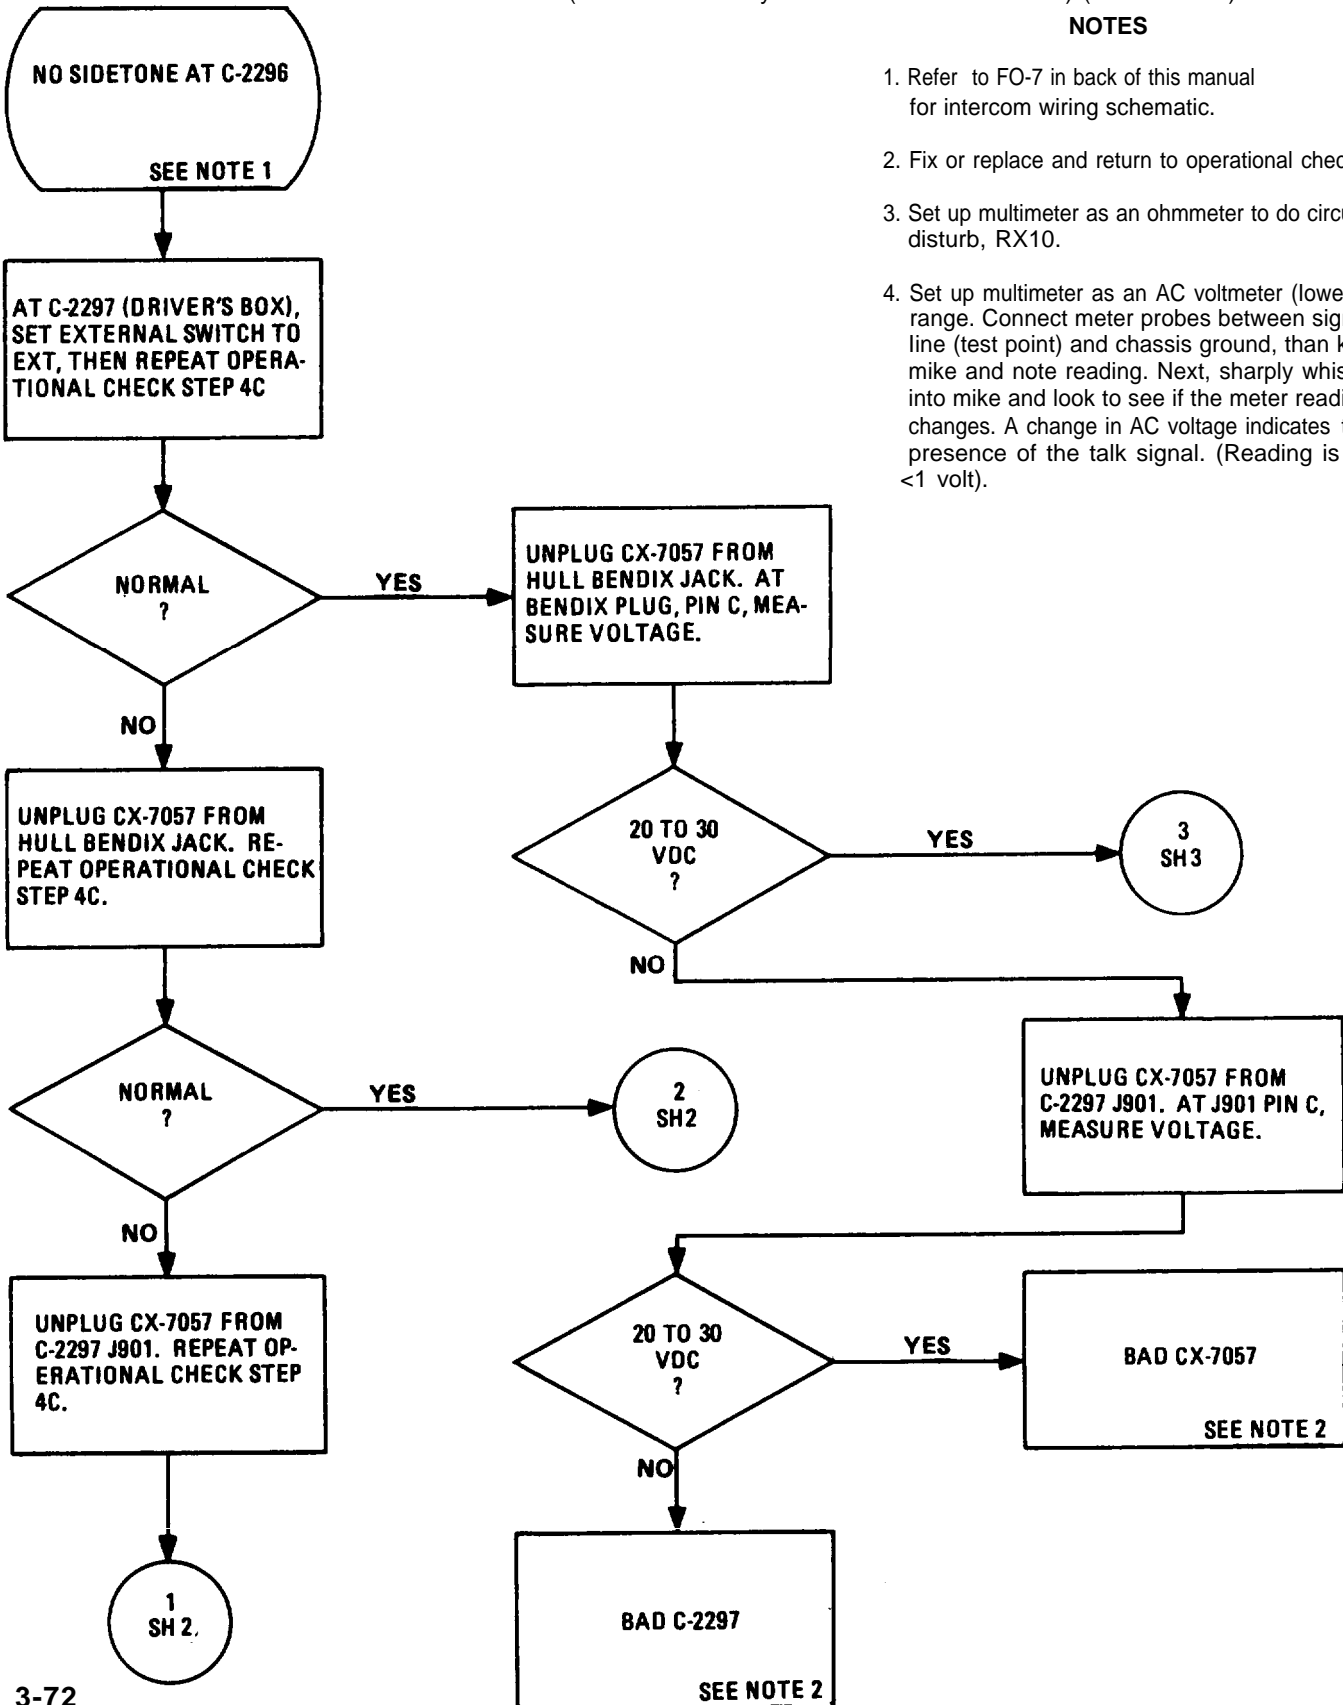 NOTES
1. Refer to FO-7 in back of this manual
for intercom wiring schematic.
2. Fix or replace and return to operational
3. Set up multimeter as an ohmmeter to do
disturb, RX10.
4. Set up multimeter as an AC voltmeter
range. Connect meter probes between
line (test point) and chassis ground, than
mike and note reading. Next, sharply
into mike and look to see if the meter
changes. A change in AC voltage indicates
presence of the talk signal. (Reading is
<1 volt).
NO SIDETONE AT C-2296
SEE NOTE 1
AT C-2297 (DRIVER'S BOX),
SET EXTERNAL SWITCH TO
EXT, THEN REPEAT OPERA-
TIONAL CHECK STEP 4C
NORMAL
?
YES
NO
UNPLUG CX-7057 FROM
HULL BENDIX JACK. AT
BENDIX PLUG, PIN C, MEA-
SURE VOLTAGE.
UNPLUG CX-7057 FROM
HULL BENDIX JACK. RE-
PEAT OPERATIONAL CHECK
STEP 4C.
20 TO 30
VDC
?
YES
3
SH 3
NO
NORMAL
?
YES
2
SH2
NO
UNPLUG CX-7057 FROM
C-2297 J901. AT J901 PIN C,
MEASURE VOLTAGE.
UNPLUG CX-7057 FROM
C-2297 J901. REPEAT OP-
ERATIONAL CHECK STEP
4C.
20 TO 30
VDC
?
YES
BAD CX-7057
SEE NOTE 2
NO
1
SH 2
BAD C-2297
SEE NOTE 2
3-72